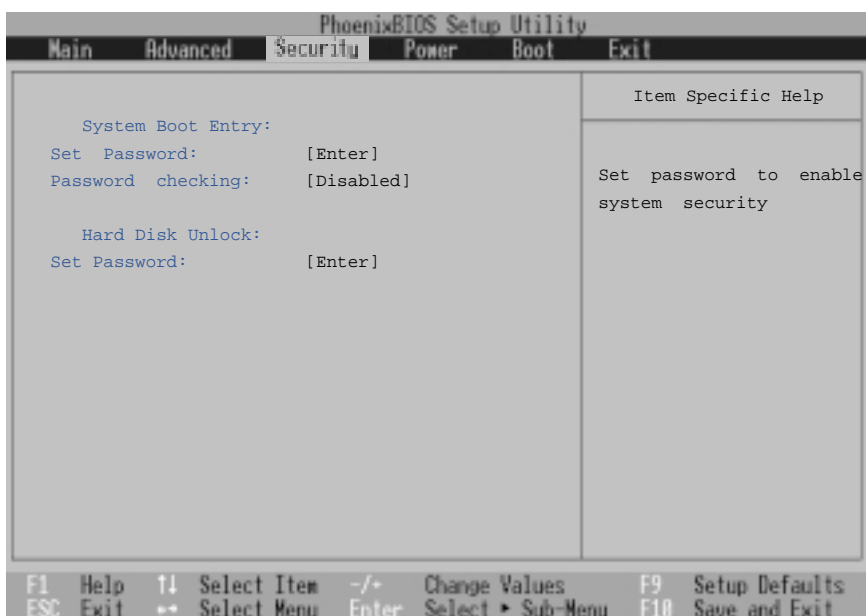 PhoenixBIOS Setup Utility
Main Advanced Security Power Boot Exit
Item Specific Help
System Boot Entry:
Set Password: [Enter]
Password checking: [Disabled]
Set password to enable
system security
Hard Disk Unlock:
Set Password: [Enter]
F1 Help ↑↓ Select Item -/+ Change Values F9 Setup Defaults
ESC Exit ←→ Select Menu Enter Select ▸ Sub-Menu F10 Save and Exit